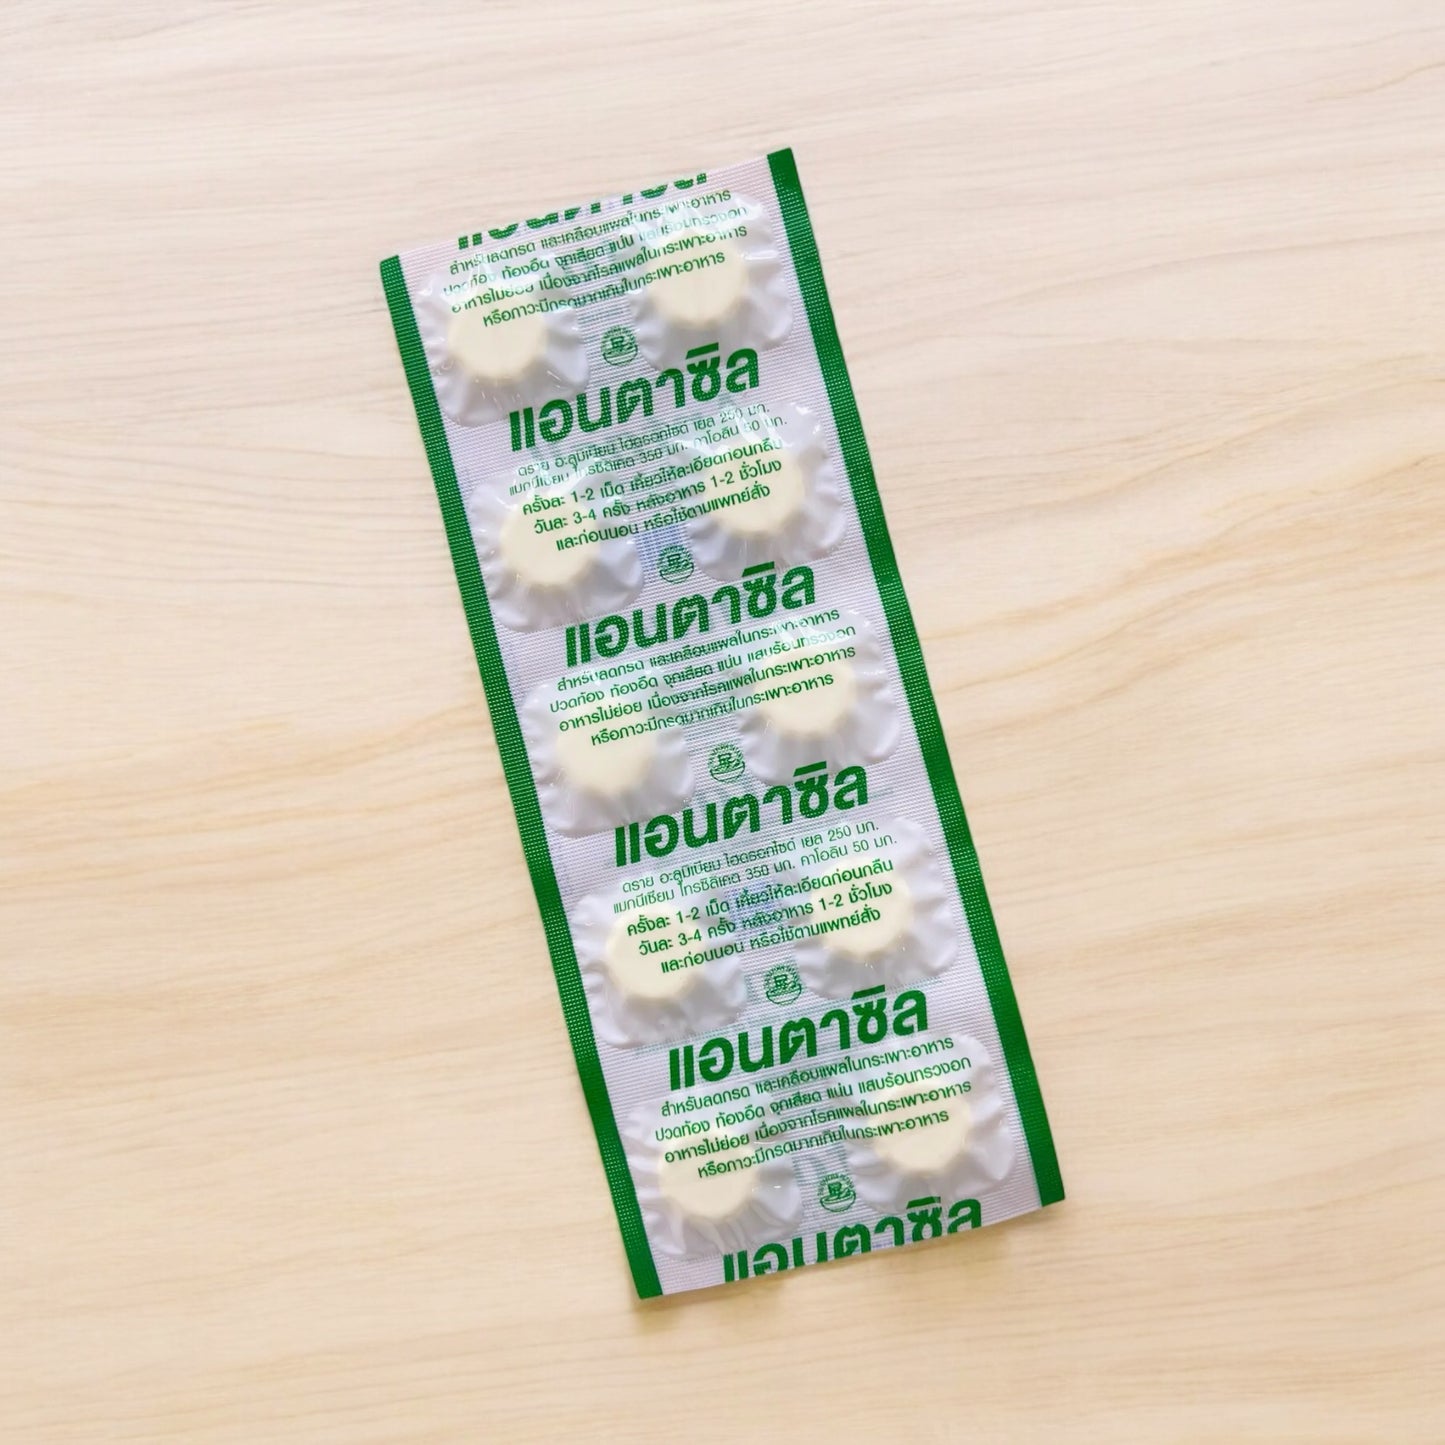 สำหรับลดกรด และเคลือบแผลในกระเพาะอาหาร
ปวดท้อง ท้องอืด จุกเสียด แน่น แสบร้อนทรวงอก
อาหารไม่ย่อย เนื่องจากโรคแผลในกระเพาะอาหาร
หรือภาวะมีกรดมากเกินในกระเพาะอาหาร
แอนตาซิล
ดราย อะลูมิเนียม ไฮดรอกไซด์ เยล 250 มก.
แมกนีเซียม ไทรซิลิเคต 350 มก. คาโอลิน 50 มก.
ครั้งละ 1-2 เม็ด เคี้ยวให้ละเอียดก่อนกลืน
วันละ 3-4 ครั้ง หลังอาหาร 1-2 ชั่วโมง
และก่อนนอน หรือใช้ตามแพทย์สั่ง
แอนตาซิล
สำหรับลดกรด และเคลือบแผลในกระเพาะอาหาร
ปวดท้อง ท้องอืด จุกเสียด แน่น แสบร้อนทรวงอก
อาหารไม่ย่อย เนื่องจากโรคแผลในกระเพาะอาหาร
หรือภาวะมีกรดมากเกินในกระเพาะอาหาร
แอนตาซิล
ดราย อะลูมิเนียม ไฮดรอกไซด์ เยล 250 มก.
แมกนีเซียม ไทรซิลิเคต 350 มก. คาโอลิน 50 มก.
ครั้งละ 1-2 เม็ด เคี้ยวให้ละเอียดก่อนกลืน
วันละ 3-4 ครั้ง หลังอาหาร 1-2 ชั่วโมง
และก่อนนอน หรือใช้ตามแพทย์สั่ง
แอนตาซิล
สำหรับลดกรด และเคลือบแผลในกระเพาะอาหาร
ปวดท้อง ท้องอืด จุกเสียด แน่น แสบร้อนทรวงอก
อาหารไม่ย่อย เนื่องจากโรคแผลในกระเพาะอาหาร
หรือภาวะมีกรดมากเกินในกระเพาะอาหาร
แอนตาซิล